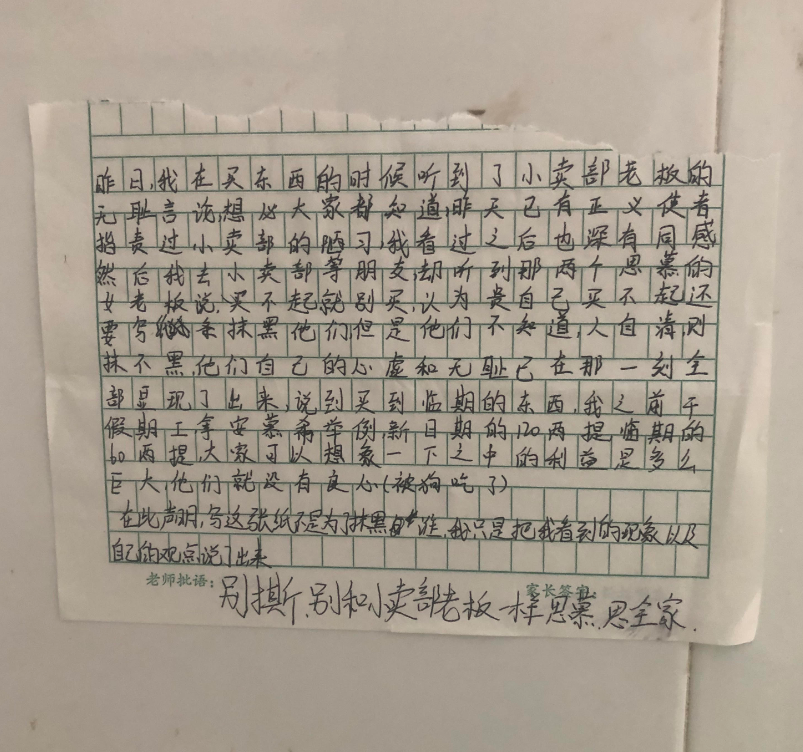 昨日,我在买东西的时候听到了小卖部老板的
无耻言论,想必大家都知道,昨天已有正义使者
指责过小卖部的陋习,我看过之后也深有同感
然后我去小卖部等朋友,却听到那两个思慕的
女老板说,买不起就别买,认为贵自己买不起还
要写纸条抹黑他们但是他们不知道,人自清,则
抹不黑,他们自己的心虚和无耻已在那一刻全
部显现了出来,说到买到临期的东西,我之前干
假期工拿安慕希举例新日期的120两提临期的
60两提,大家可以想象一下之中的利益是多么
巨大,他们就没有良心(被狗吃了)
在此声明,写这张纸不是为了抹黑谁,我只是把我看到的现象以及
自己的观点说了出来
老师批语: 家长签字:
别撕,别和小卖部老板一样思慕,思全家.